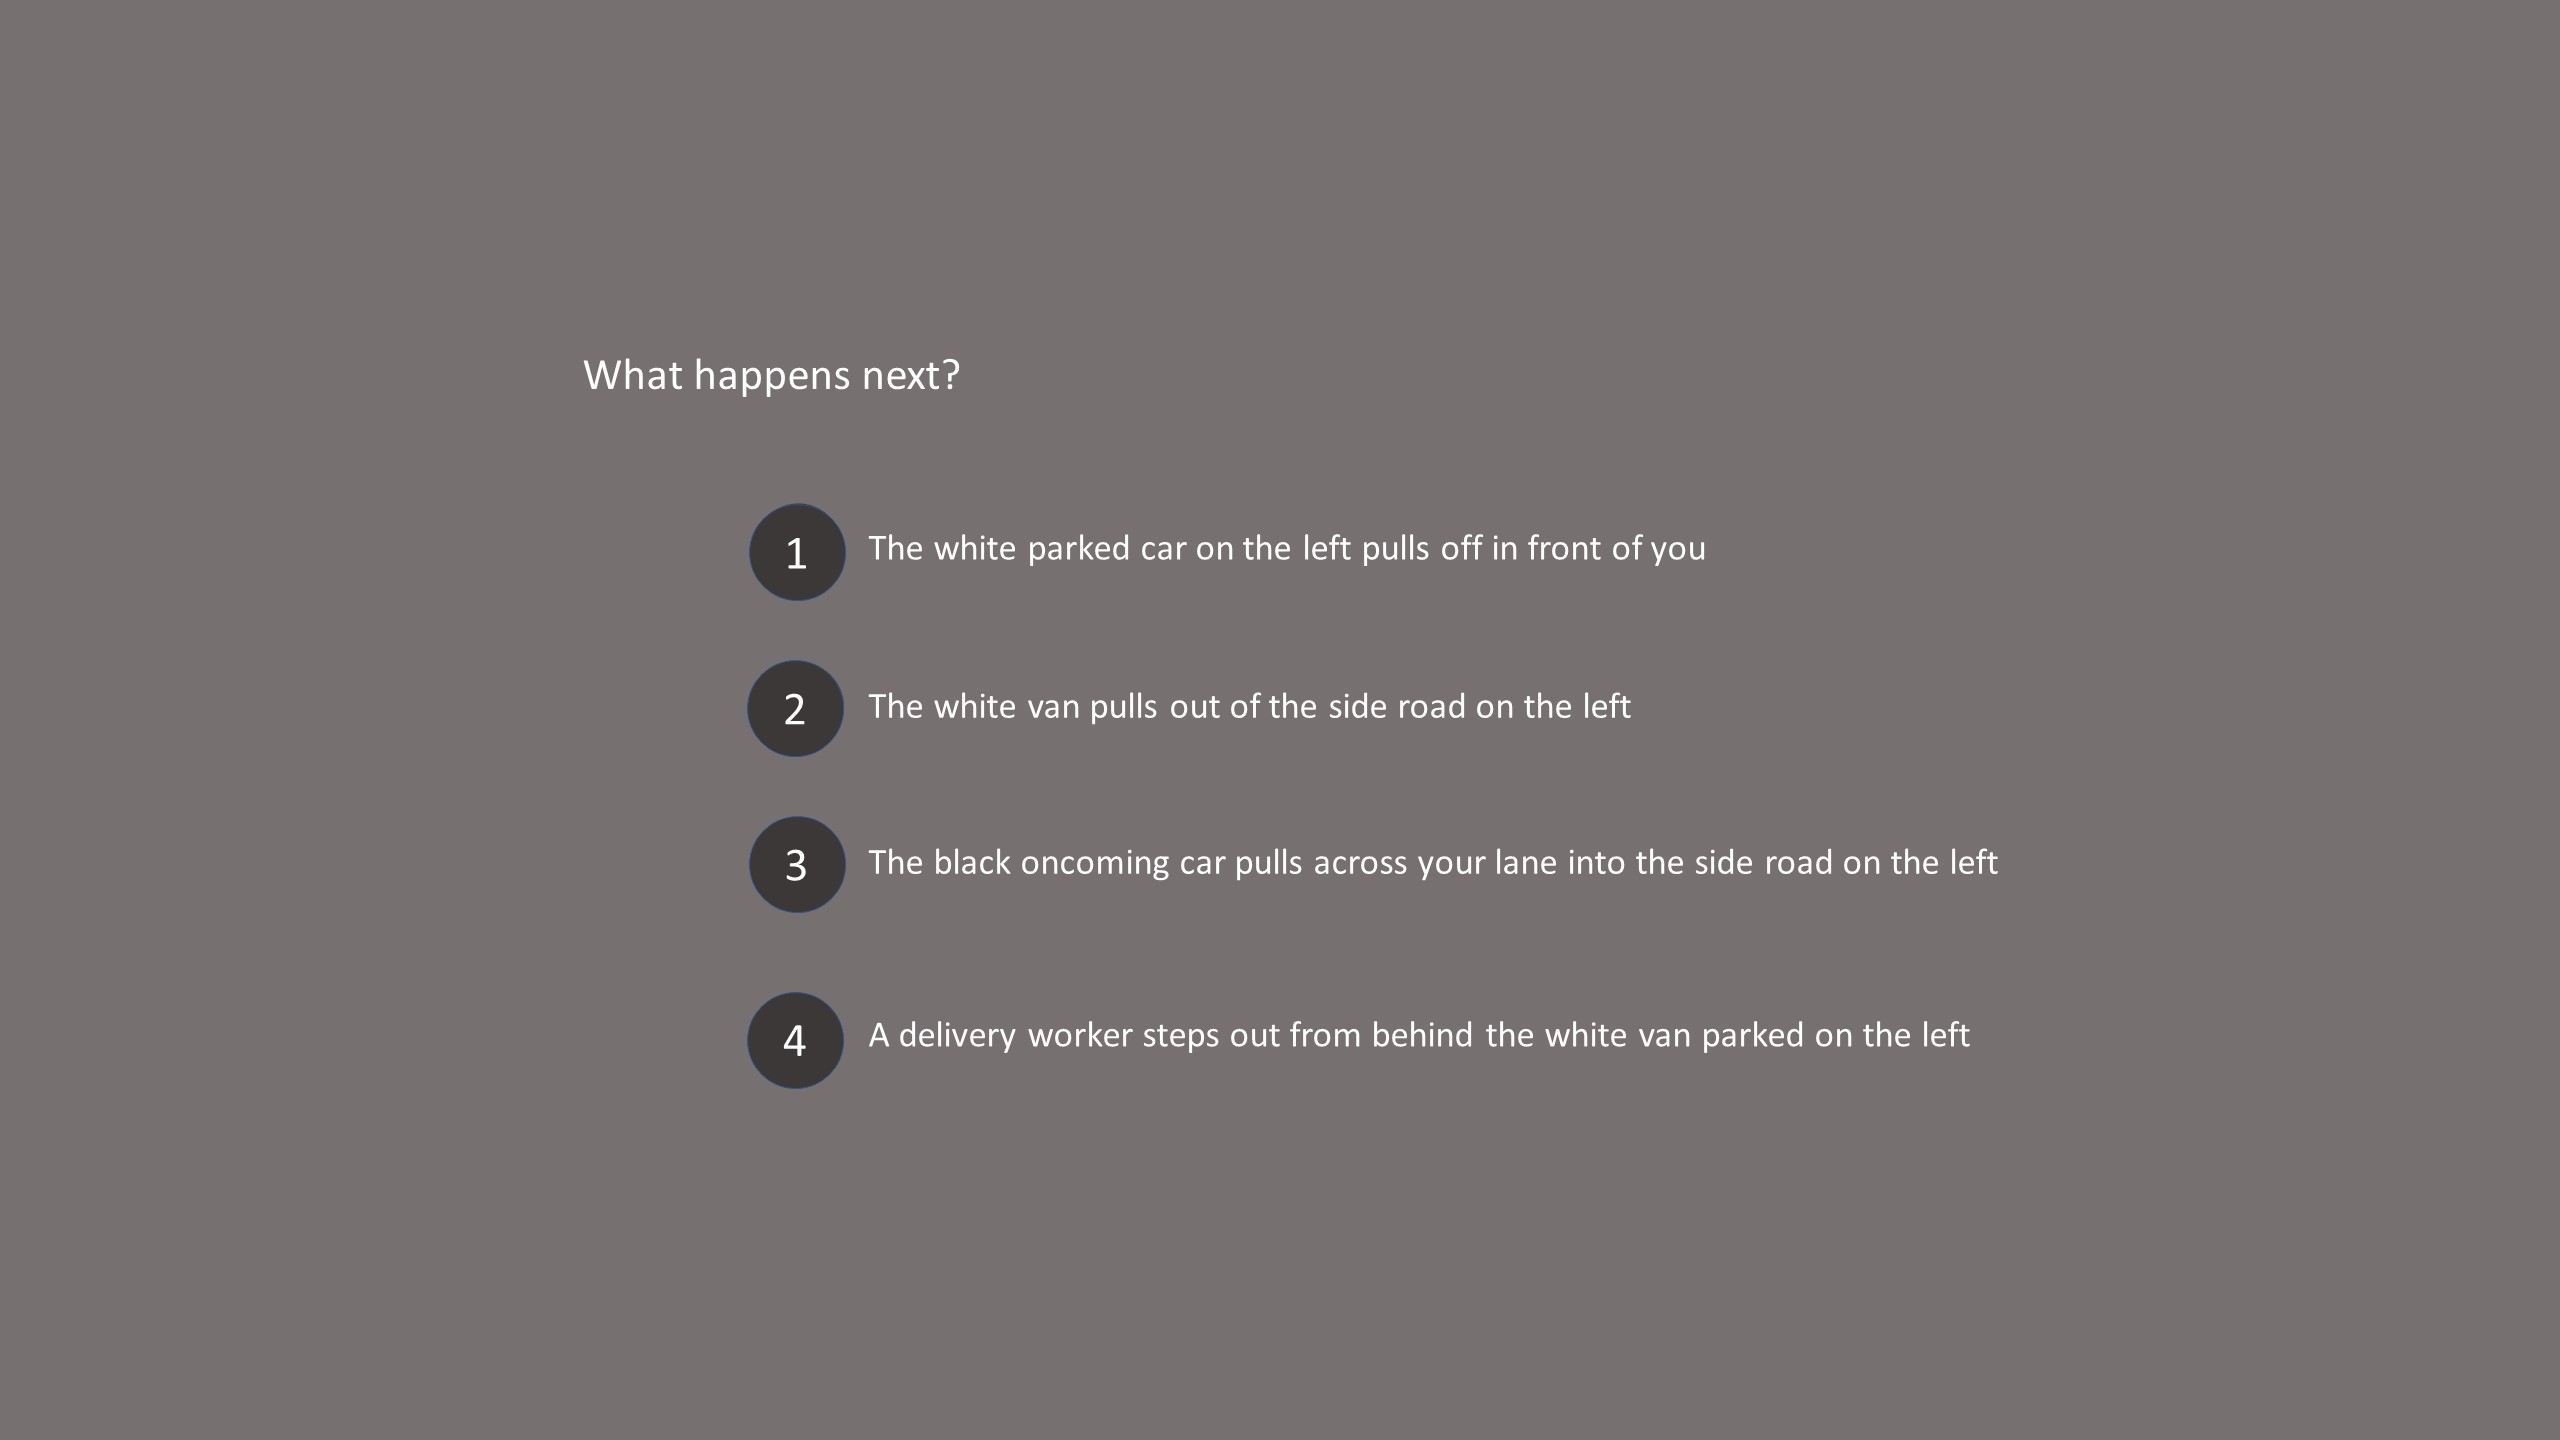 What happens next?
1 The white parked car on the left pulls off in front of you
2 The white van pulls out of the side road on the left
3 The black oncoming car pulls across your lane into the side road on the left
4 A delivery worker steps out from behind the white van parked on the left